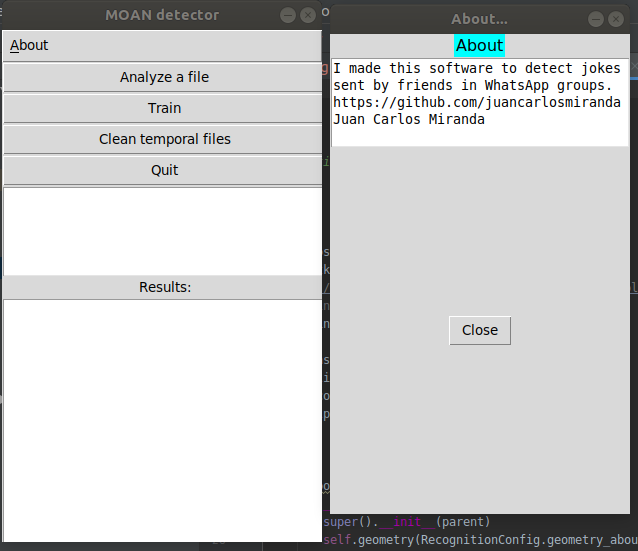 MOAN detector
About
Analyze a file
Train
Clean temporal files
Quit
Results:
About...
About
I made this software to detect jokes
sent by friends in WhatsApp groups.
https://github.com/juancarlosmiranda
Juan Carlos Miranda
Close
super().__init__(parent)
self.geometry(RecognitionConfig.geometry_abou